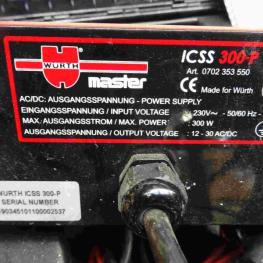 WÜRTH
master
ICSS 300-P
Art. 0702 353 550
CE Made for Würth
AC/DC: AUSGANGSSPANNUNG - POWER SUPPLY
EINGANGSSPANNUNG / INPUT VOLTAGE : 230V~ - 50/60 Hz -
MAX. AUSGANGSSTROM / MAX. POWER : 300 W
AUSGANGSSPANNUNG / OUTPUT VOLTAGE : 12 - 30 AC/DC
WURTH ICSS 300-P
SERIAL NUMBER